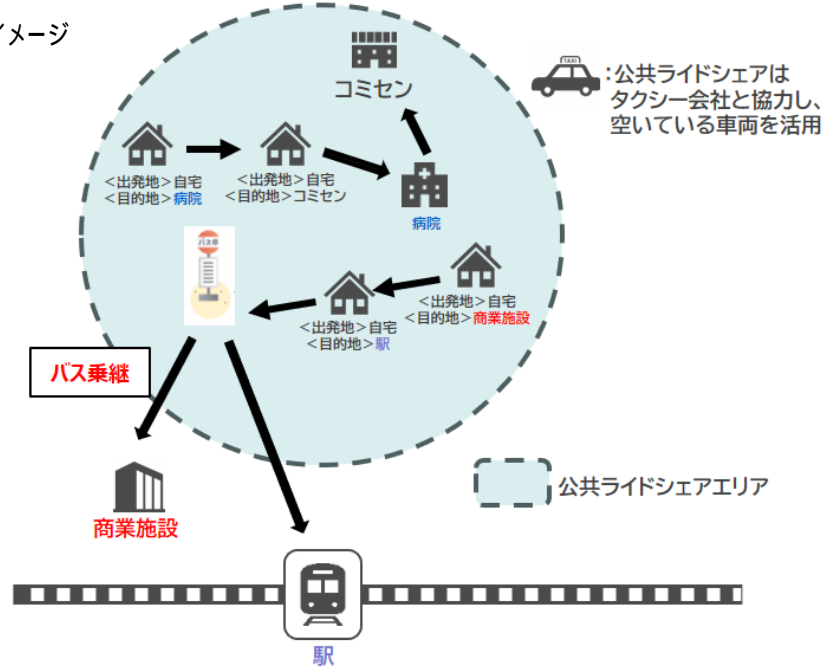 イメージ
コミセン
TAXI
:公共ライドシェアは
タクシー会社と協力し、
空いている車両を活用
<出発地>自宅
<目的地>病院
<出発地>自宅
<目的地>コミセン
病院
バス停
<出発地>自宅
<目的地>商業施設
<出発地>自宅
<目的地>駅
バス乗継
商業施設
公共ライドシェアエリア
駅